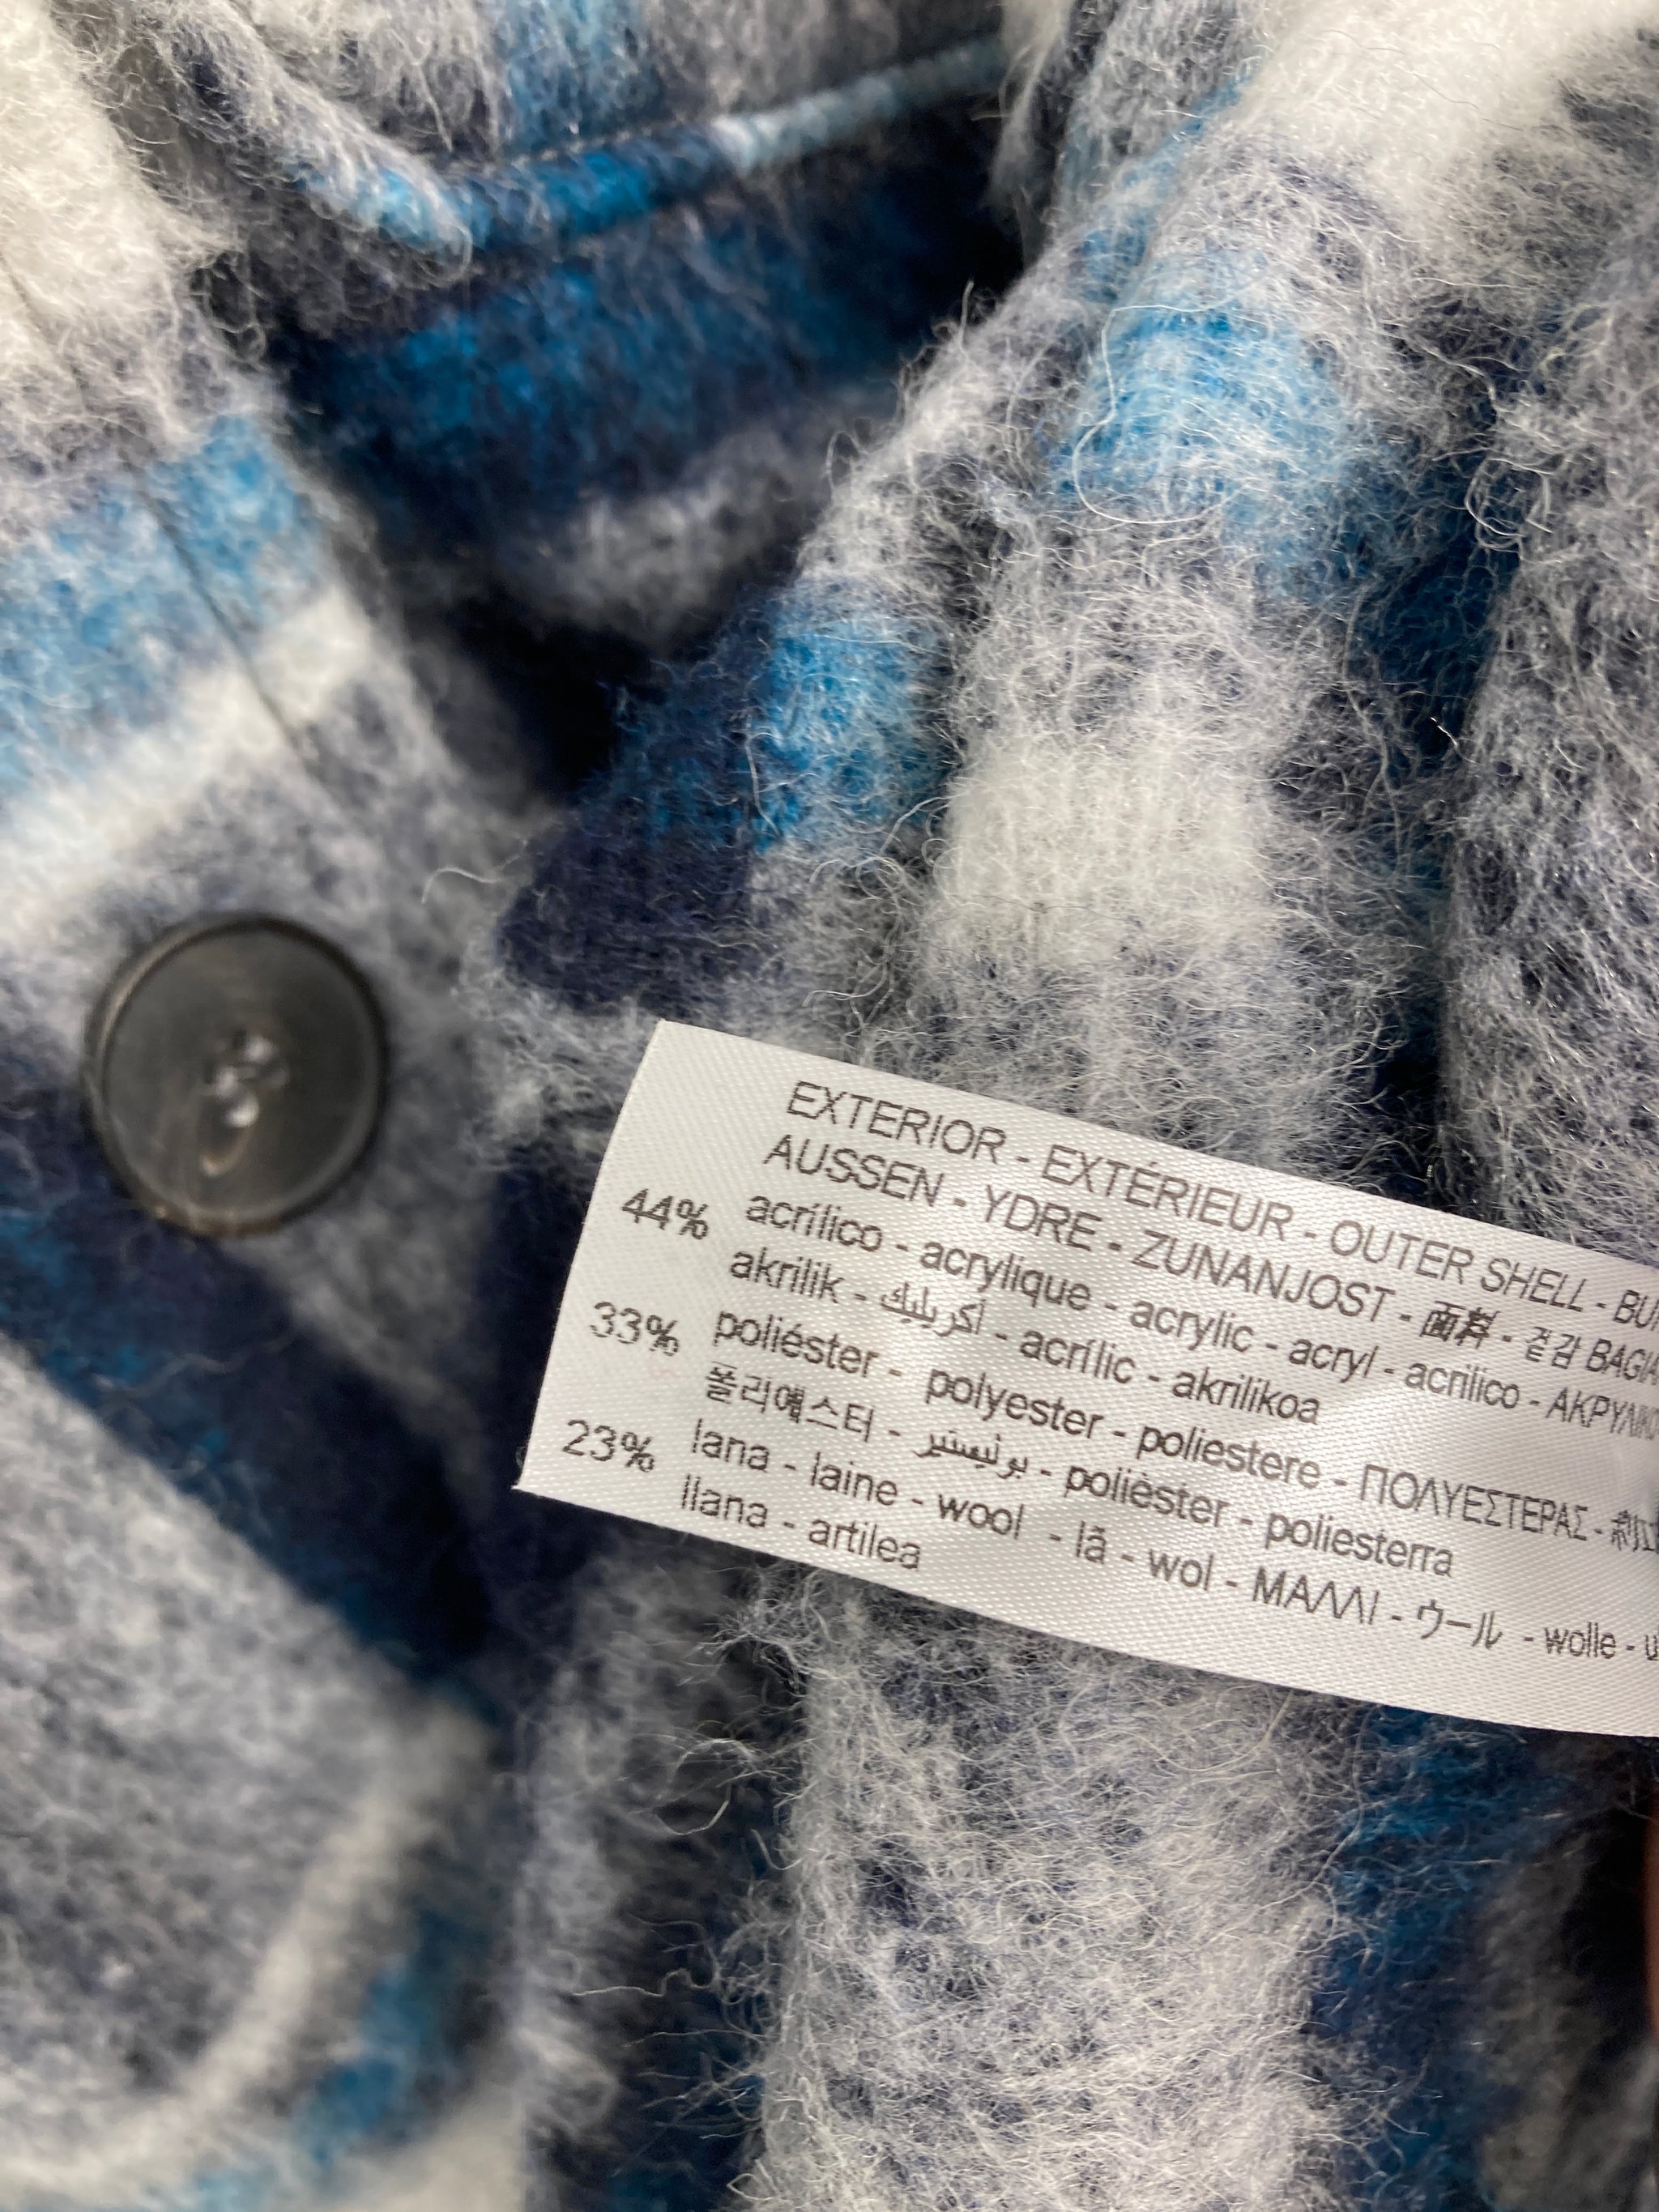 EXTERIOR - EXTÉRIEUR - OUTER SHELL -
AUSSEN - YDRE - ZUNANJOST - 面料 - 겉감
44% acrílico - acrylique - acrylic - acryl - acrilico -
akrilik - أكريليك - acrílic - akrilikoa
33% poliéster - polyester - poliestere - ΠΟΛΥΕΣΤΕΡΑΣ -
폴리에스터 - بوليستير - polièster - poliesterra
23% lana - laine - wool - lã - wol - ΜΑΛΛΙ - ウール - wolle -
llana - artilea